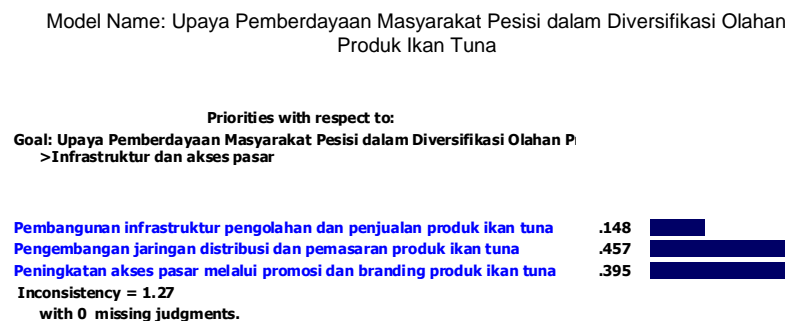 Model Name: Upaya Pemberdayaan Masyarakat Pesisi dalam Diversifikasi Olahan
Produk Ikan Tuna
Priorities with respect to:
Goal: Upaya Pemberdayaan Masyarakat Pesisi dalam Diversifikasi Olahan P
>Infrastruktur dan akses pasar
Pembangunan infrastruktur pengolahan dan penjualan produk ikan tuna .148
Pengembangan jaringan distribusi dan pemasaran produk ikan tuna .457
Peningkatan akses pasar melalui promosi dan branding produk ikan tuna .395
Inconsistency = 1.27
with 0 missing judgments.